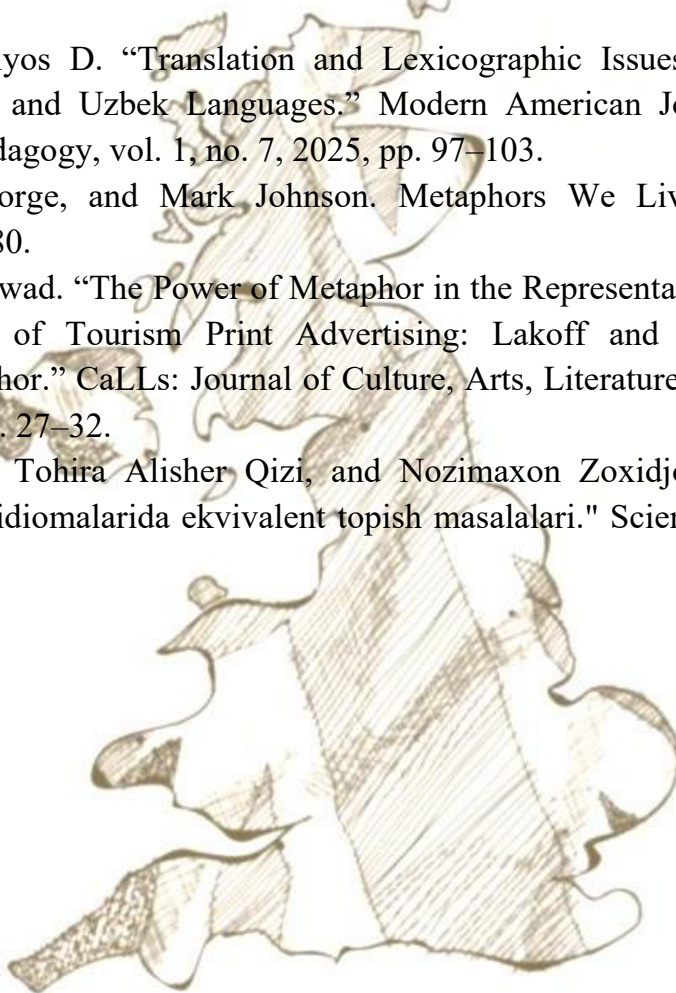 yos D. “Translation and Lexicographic Issues
and Uzbek Languages.” Modern American Jo
dagogy, vol. 1, no. 7, 2025, pp. 97–103.
orge, and Mark Johnson. Metaphors We Liv
80.
wad. “The Power of Metaphor in the Representa
of Tourism Print Advertising: Lakoff and
hor.” CaLLs: Journal of Culture, Arts, Literature
. 27–32.
Tohira Alisher Qizi, and Nozimaxon Zoxidjo
idiomalarida ekvivalent topish masalalari." Scien